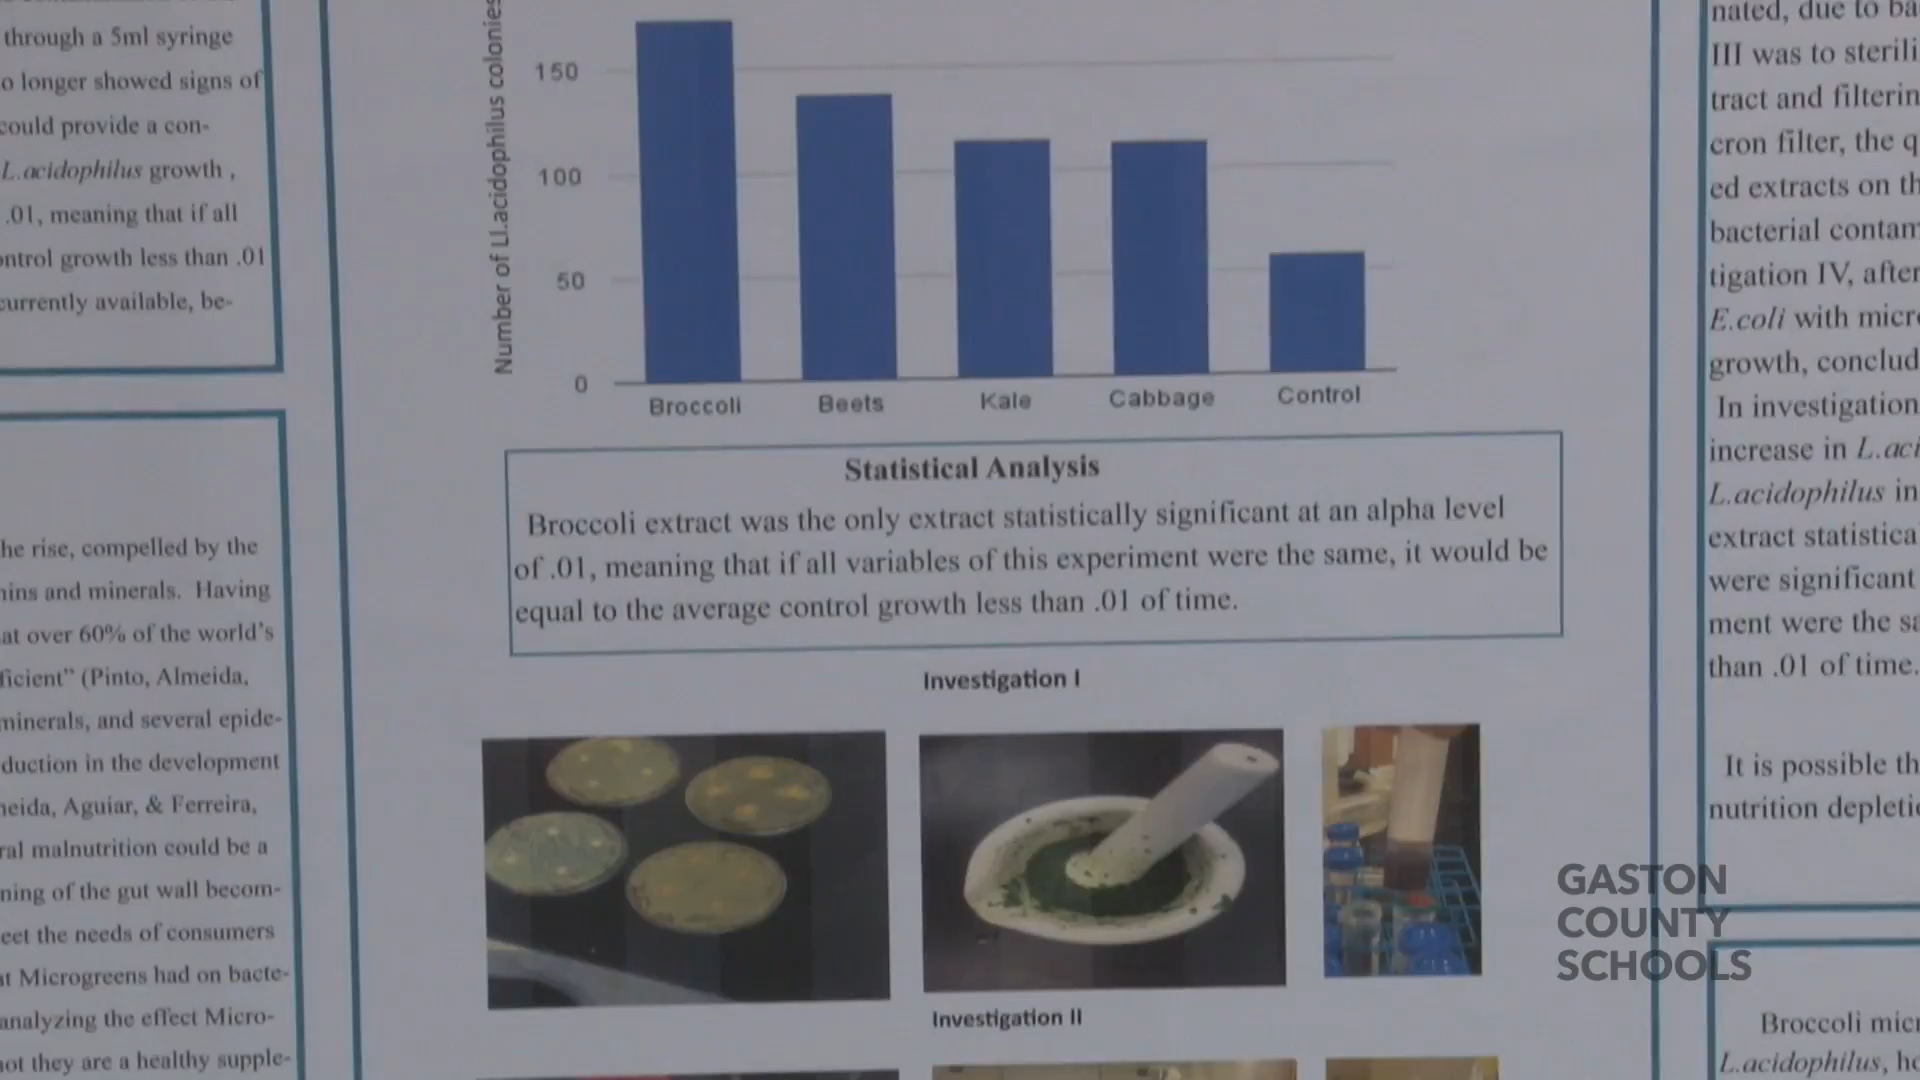 through a 5ml syringe
o longer showed signs of
could provide a con-
L.acidophilus growth ,
.01, meaning that if all
ontrol growth less than .01
currently available, be-
he rise, compelled by the
mins and minerals. Having
at over 60% of the world's
ficient” (Pinto, Almeida,
minerals, and several epide-
duction in the development
neida, Aguiar, & Ferreira,
ral malnutrition could be a
ning of the gut wall becom-
eet the needs of consumers
at Microgreens had on bacte-
analyzing the effect Micro-
not they are a healthy supple-
Number of Ll.acidophilus colonies
150
100
50
0
Broccoli
Beets
Kale
Cabbage
Control
Statistical Analysis
Broccoli extract was the only extract statistically significant at an alpha level
of .01, meaning that if all variables of this experiment were the same, it would be
equal to the average control growth less than .01 of time.
Investigation I
Investigation II
nated, due to ba
III was to sterili
tract and filterin
cron filter, the q
ed extracts on th
bacterial contam
tigation IV, after
E.coli with micro
growth, conclud
In investigation
increase in L.aci
L.acidophilus in
extract statistica
were significant
ment were the sa
than .01 of time.
It is possible th
nutrition depletio
Broccoli micr
L.acidophilus, ho
GASTON
COUNTY
SCHOOLS